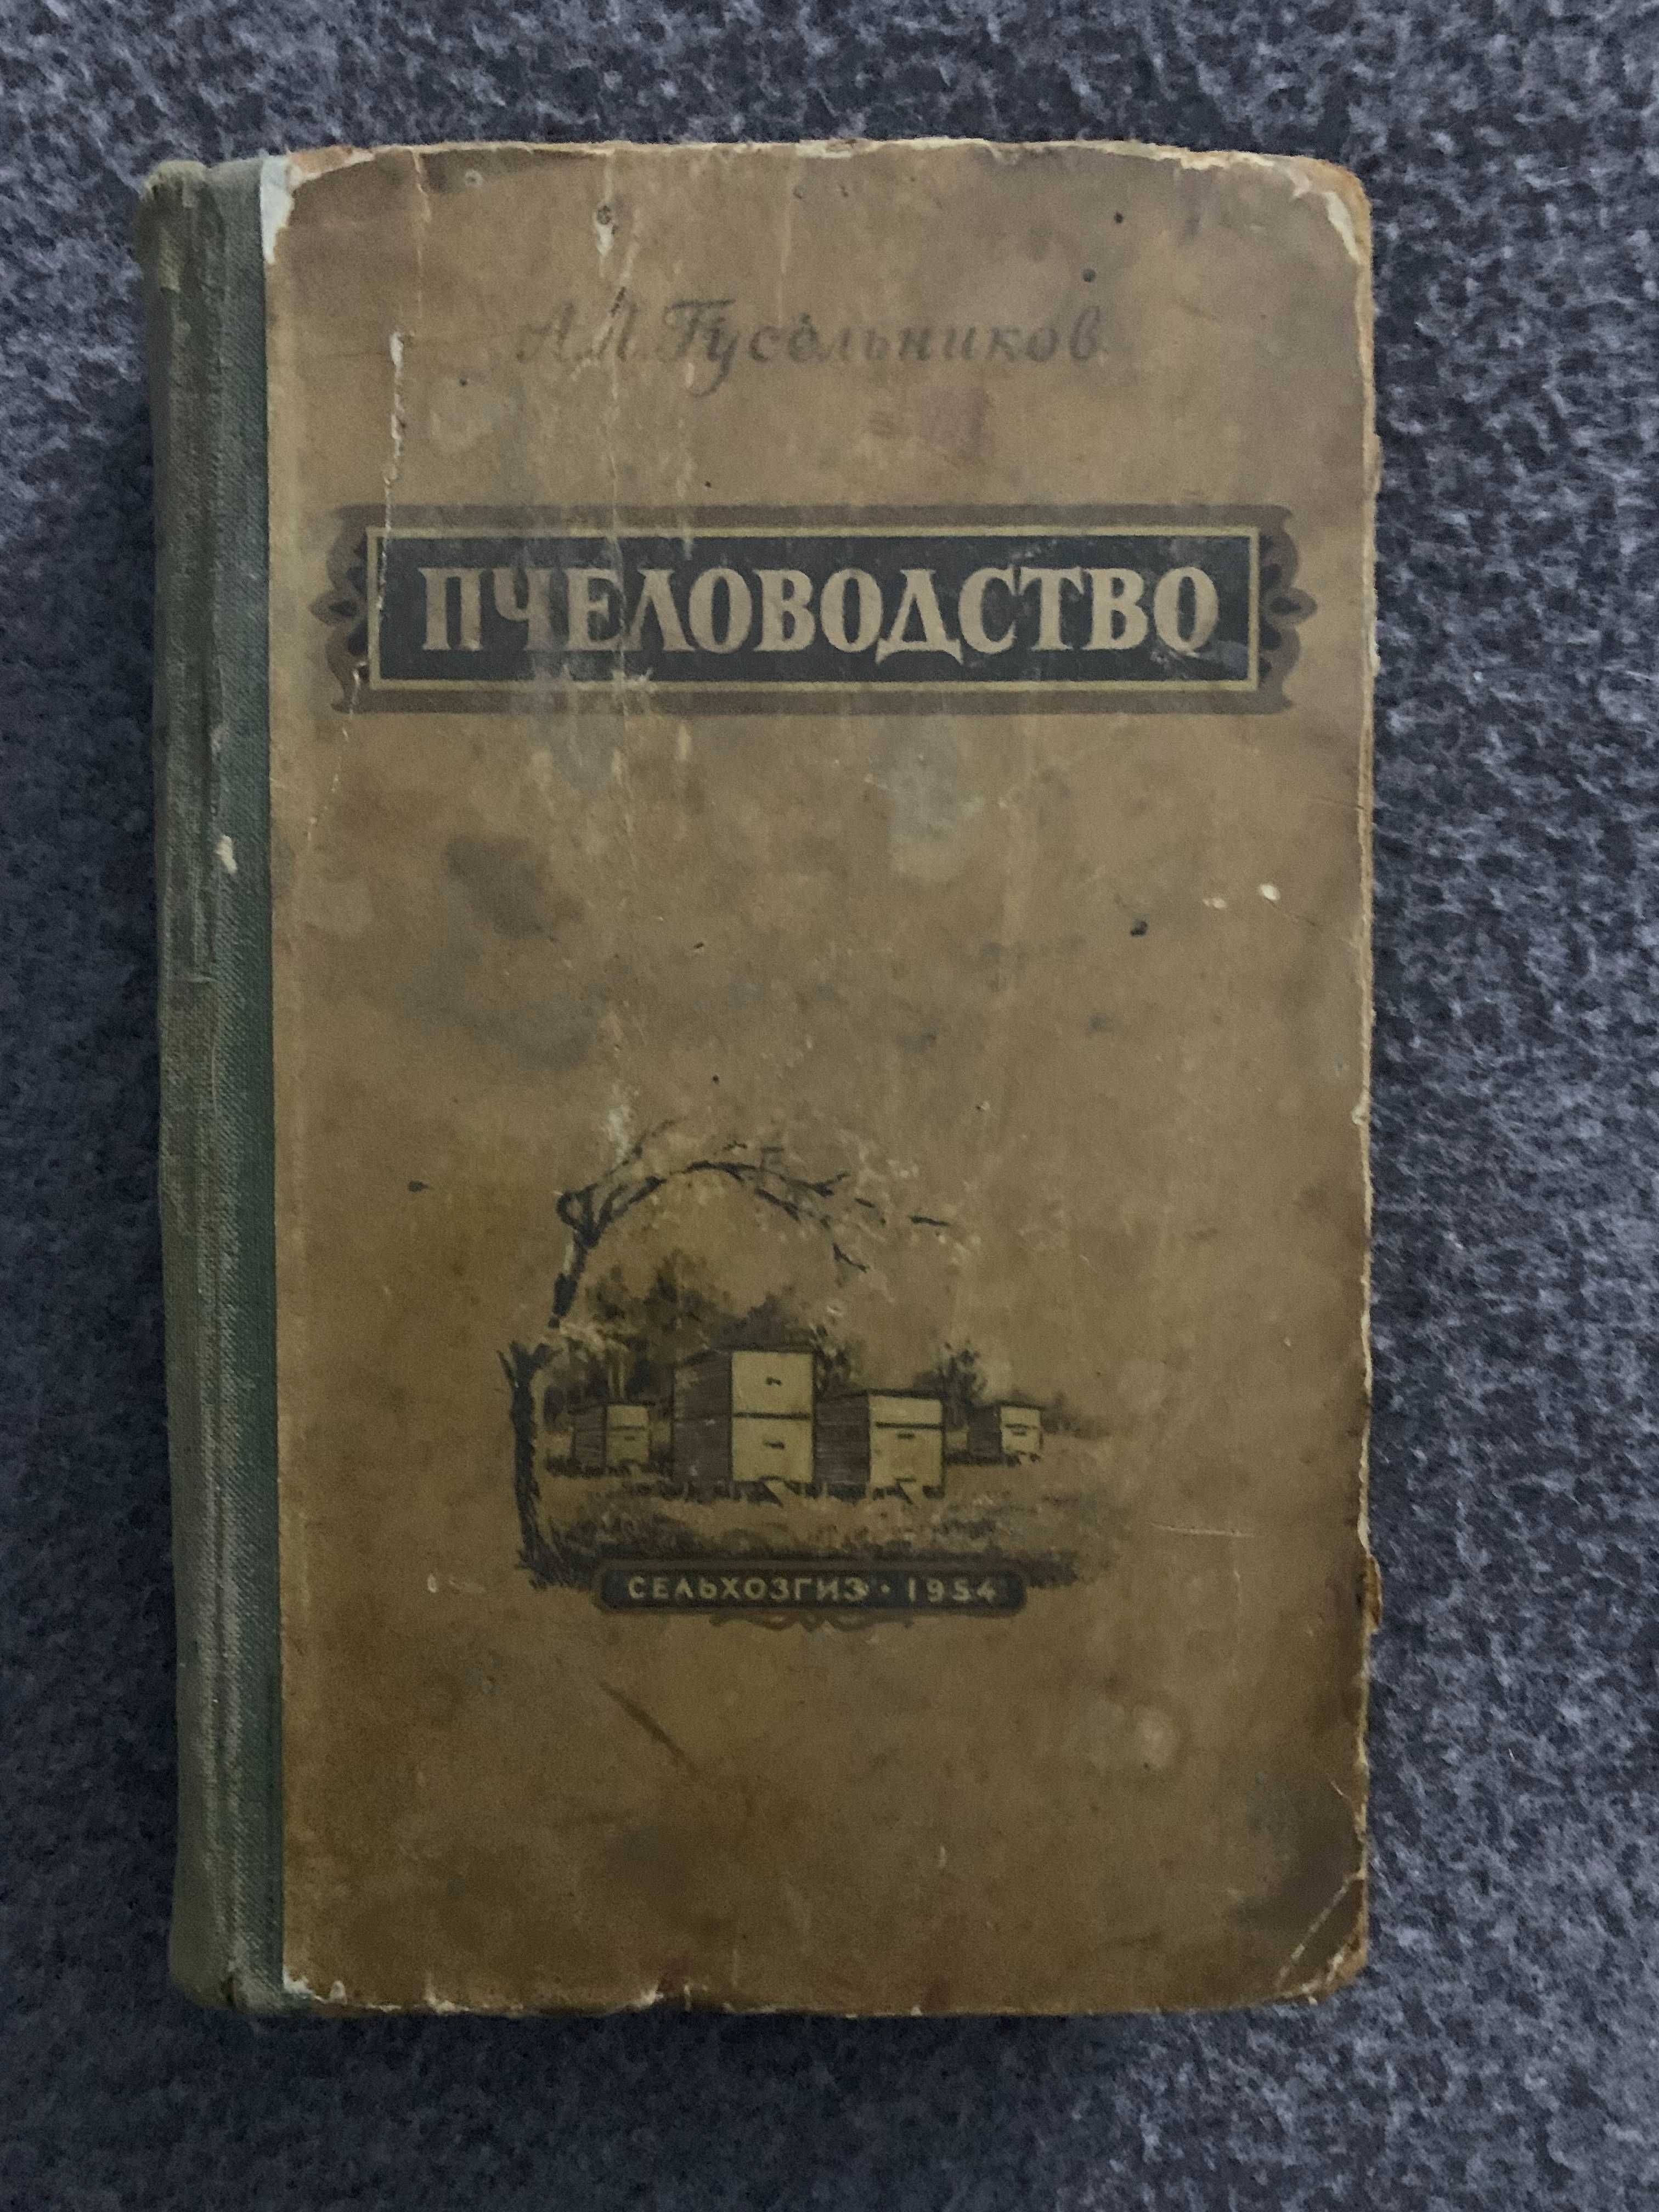 А.Л. Гусельников
ПЧЕЛОВОДСТВО
СЕЛЬХОЗГИЗ • 1954